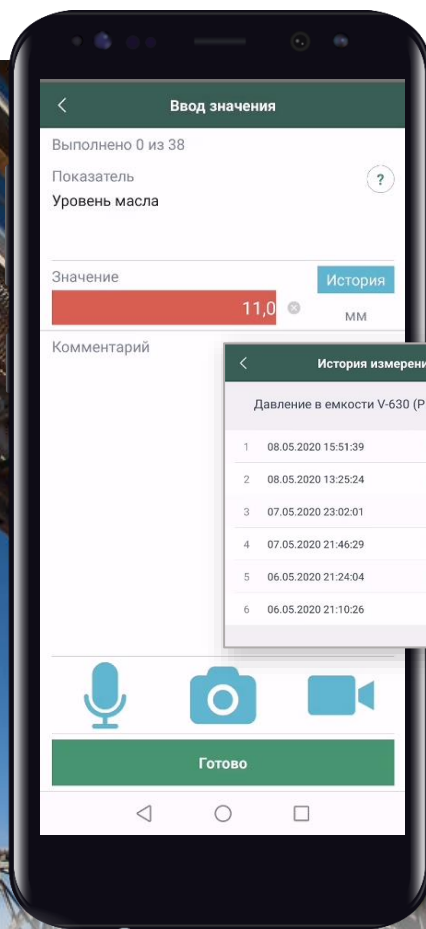 Ввод значения
Выполнено 0 из 38
Показатель
?
Уровень масла
Значение
История
11,0
мм
Комментарий
История измерени
Давление в емкости V-630 (P
1 08.05.2020 15:51:39
2 08.05.2020 13:25:24
3 07.05.2020 23:02:01
4 07.05.2020 21:46:29
5 06.05.2020 21:24:04
6 06.05.2020 21:10:26
Готово